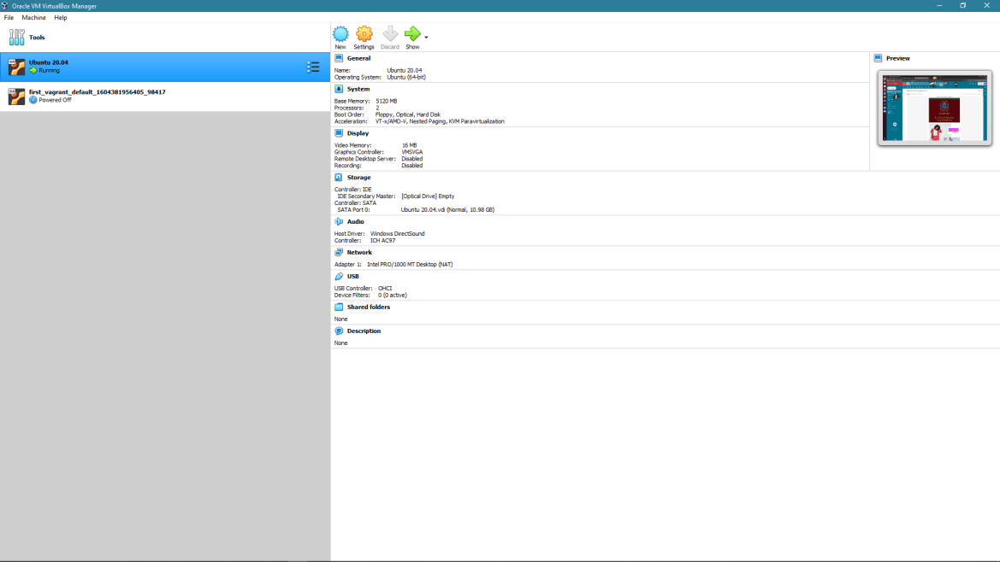 Oracle VM VirtualBox Manager
File Machine Help
Tools
Ubuntu 20.04
Running
first_vagrant_default_1604381956405_98417
Powered Off
New Settings Discard Show
General
Name: Ubuntu 20.04
Operating System: Ubuntu (64-bit)
System
Base Memory: 5120 MB
Processors: 2
Boot Order: Floppy, Optical, Hard Disk
Acceleration: VT-x/AMD-V, Nested Paging, KVM Paravirtualization
Display
Video Memory: 16 MB
Graphics Controller: VMSVGA
Remote Desktop Server: Disabled
Recording: Disabled
Storage
Controller: IDE
IDE Secondary Master: [Optical Drive] Empty
Controller: SATA
SATA Port 0: Ubuntu 20.04.vdi (Normal, 10.98 GB)
Audio
Host Driver: Windows DirectSound
Controller: ICH AC97
Network
Adapter 1: Intel PRO/1000 MT Desktop (NAT)
USB
USB Controller: OHCI
Device Filters: 0 (0 active)
Shared folders
None
Description
None
Preview